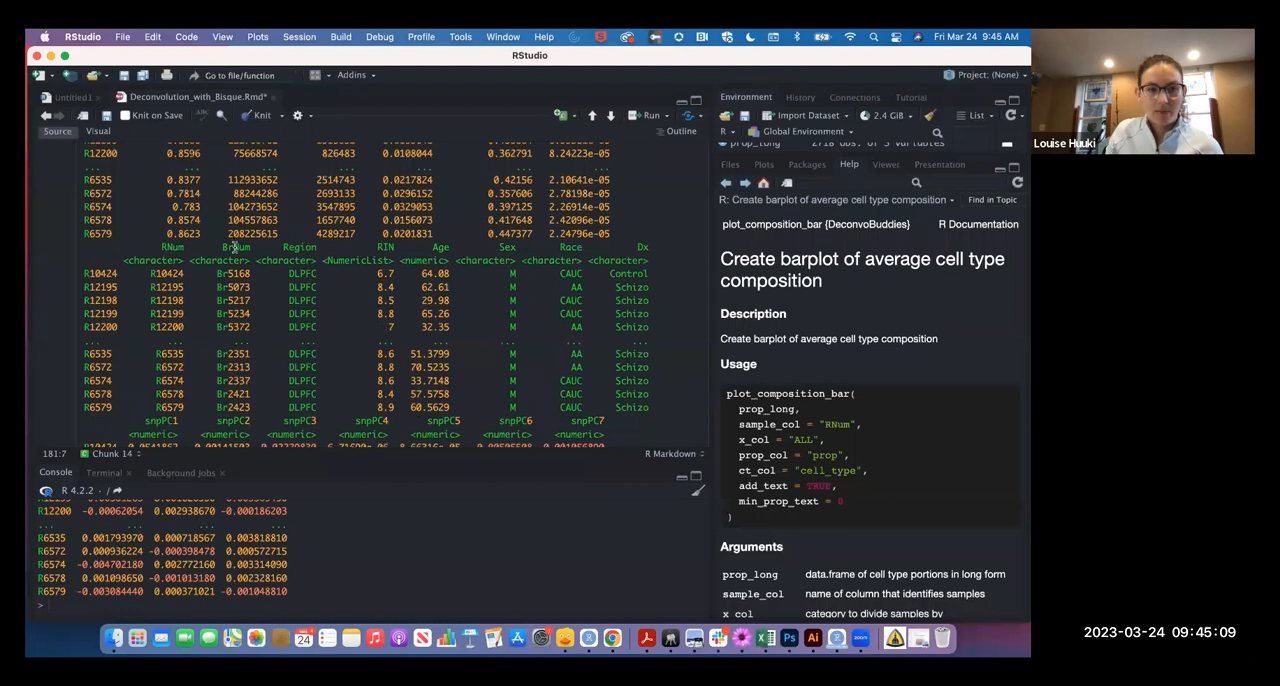 RStudio File Edit Code View Plots Session Build Debug Profile Tools Window Help Fri Mar 24 9:45 AM
RStudio
Go to file/function Addins Project: (None)
Untitled1 Deconvolution_with_Bisque.Rmd*
Knit on Save Knit Run
Source Visual Outline
R12200 0.8596 75668574 826483 0.0108044 0.362791 8.24223e-05
... ... ... ... ... ... ...
R6535 0.8377 112933652 2514743 0.0217824 0.42156 2.10641e-05
R6572 0.7814 88244286 2693133 0.0296152 0.357606 2.78198e-05
R6574 0.783 104273652 3547895 0.0329053 0.397125 2.26914e-05
R6578 0.8574 104557863 1657740 0.0156073 0.417648 2.42096e-05
R6579 0.8623 208225615 4289217 0.0201831 0.447377 2.24796e-05
RNum BrNum Region RIN Age Sex Race Dx
<character> <character> <character> <NumericList> <numeric> <character> <character> <character>
R10424 R10424 Br5168 DLPFC 6.7 64.08 M CAUC Control
R12195 R12195 Br5073 DLPFC 8.4 62.61 M AA Schizo
R12198 R12198 Br5217 DLPFC 8.5 29.98 M CAUC Schizo
R12199 R12199 Br5234 DLPFC 8.8 65.26 M CAUC Schizo
R12200 R12200 Br5372 DLPFC 7 32.35 M AA Schizo
... ... ... ... ... ... ... ... ...
R6535 R6535 Br2351 DLPFC 8.6 51.3799 M AA Schizo
R6572 R6572 Br2313 DLPFC 8.8 70.5235 M AA Schizo
R6574 R6574 Br2337 DLPFC 8.6 33.7148 M CAUC Schizo
R6578 R6578 Br2421 DLPFC 8.4 57.5758 M CAUC Schizo
R6579 R6579 Br2423 DLPFC 8.9 60.5629 M CAUC Schizo
snpPC1 snpPC2 snpPC3 snpPC4 snpPC5 snpPC6 snpPC7
<numeric> <numeric> <numeric> <numeric> <numeric> <numeric> <numeric>
181:7 Chunk 14 R Markdown
Console Terminal Background Jobs
R 4.2.2 · /
R12200 -0.00062054 0.002938670 -0.000186203
... ... ... ...
R6535 0.001793970 0.000718567 0.003818810
R6572 0.000936224 -0.000398478 0.000572715
R6574 -0.004702180 0.002772160 0.003314090
R6578 0.001098650 -0.001013180 0.002328160
R6579 -0.003084440 0.000371021 -0.001048810
>
Environment History Connections Tutorial
Import Dataset 2.4 GiB List
R Global Environment
Files Plots Packages Help Viewer Presentation
R: Create barplot of average cell type composition Find in Topic
plot_composition_bar {DeconvoBuddies} R Documentation
Create barplot of average cell type
composition
Description
Create barplot of average cell type composition
Usage
plot_composition_bar(
prop_long,
sample_col = "RNum",
x_col = "ALL",
prop_col = "prop",
ct_col = "cell_type",
add_text = TRUE,
min_prop_text = 0
)
Arguments
prop_long data.frame of cell type portions in long form
sample_col name of column that identifies samples
x_col category to divide samples by
Louise Huuki
2023-03-24 09:45:09